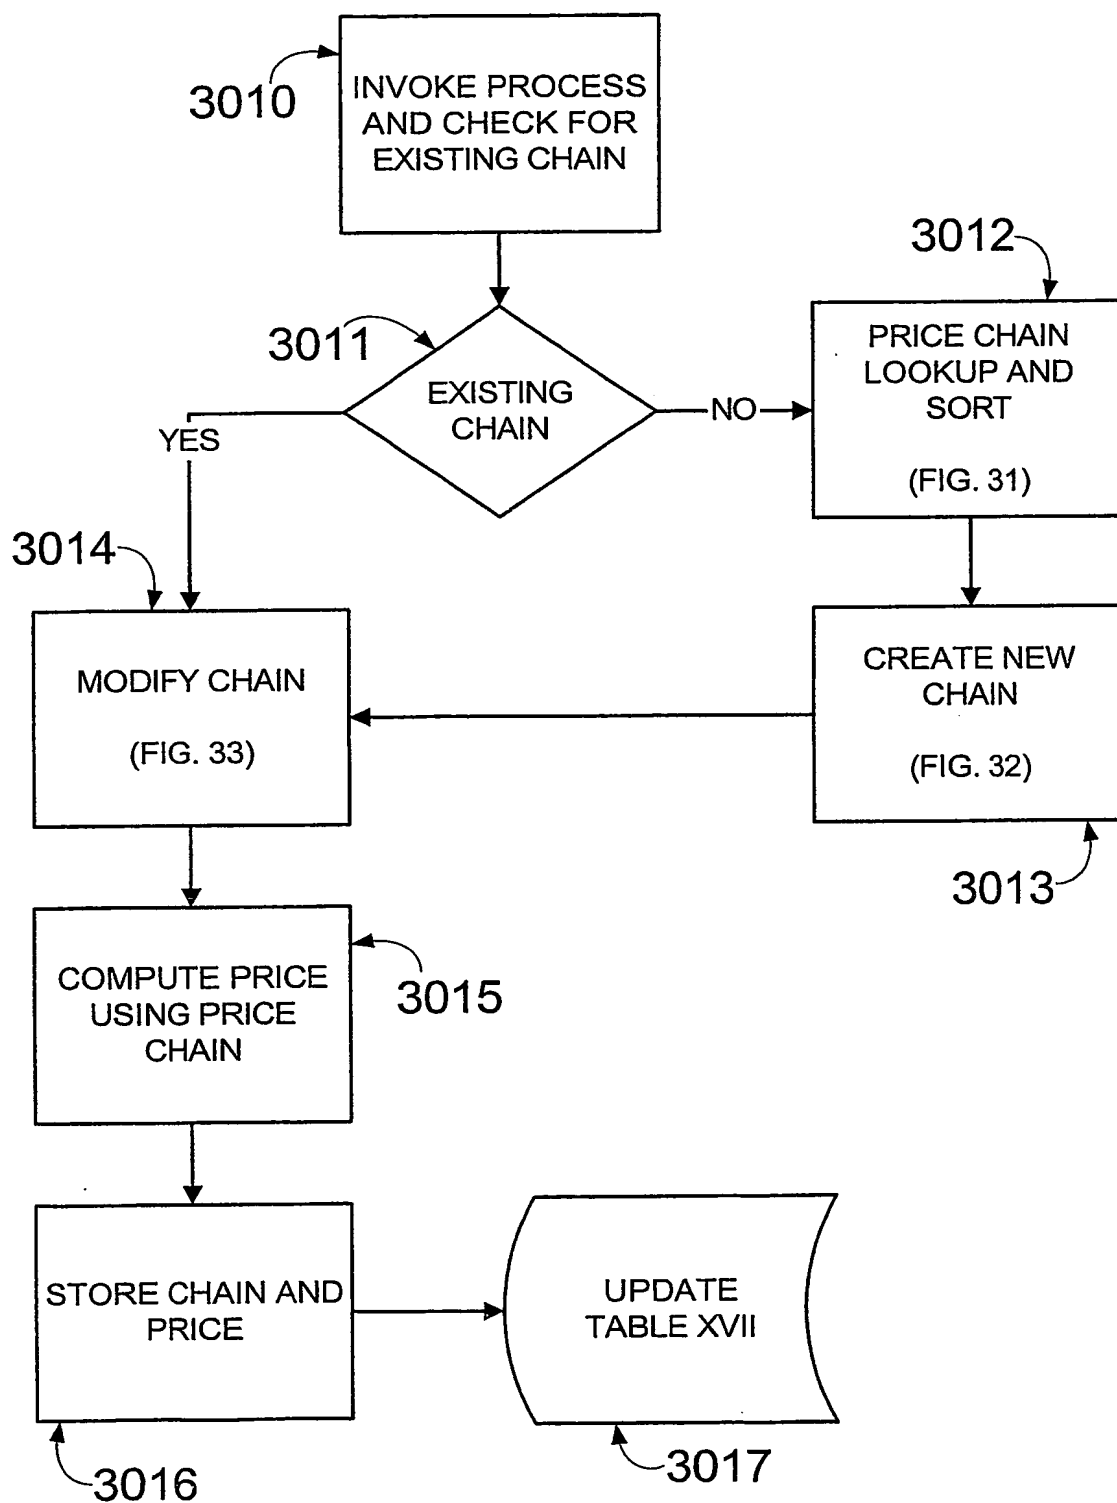 3010
INVOKE PROCESS
AND CHECK FOR
EXISTING CHAIN
3011
EXISTING
CHAIN
YES
NO
3012
PRICE CHAIN
LOOKUP AND
SORT
(FIG. 31)
3014
MODIFY CHAIN
(FIG. 33)
CREATE NEW
CHAIN
(FIG. 32)
3013
COMPUTE PRICE
USING PRICE
CHAIN
3015
STORE CHAIN AND
PRICE
3016
UPDATE
TABLE XVII
3017